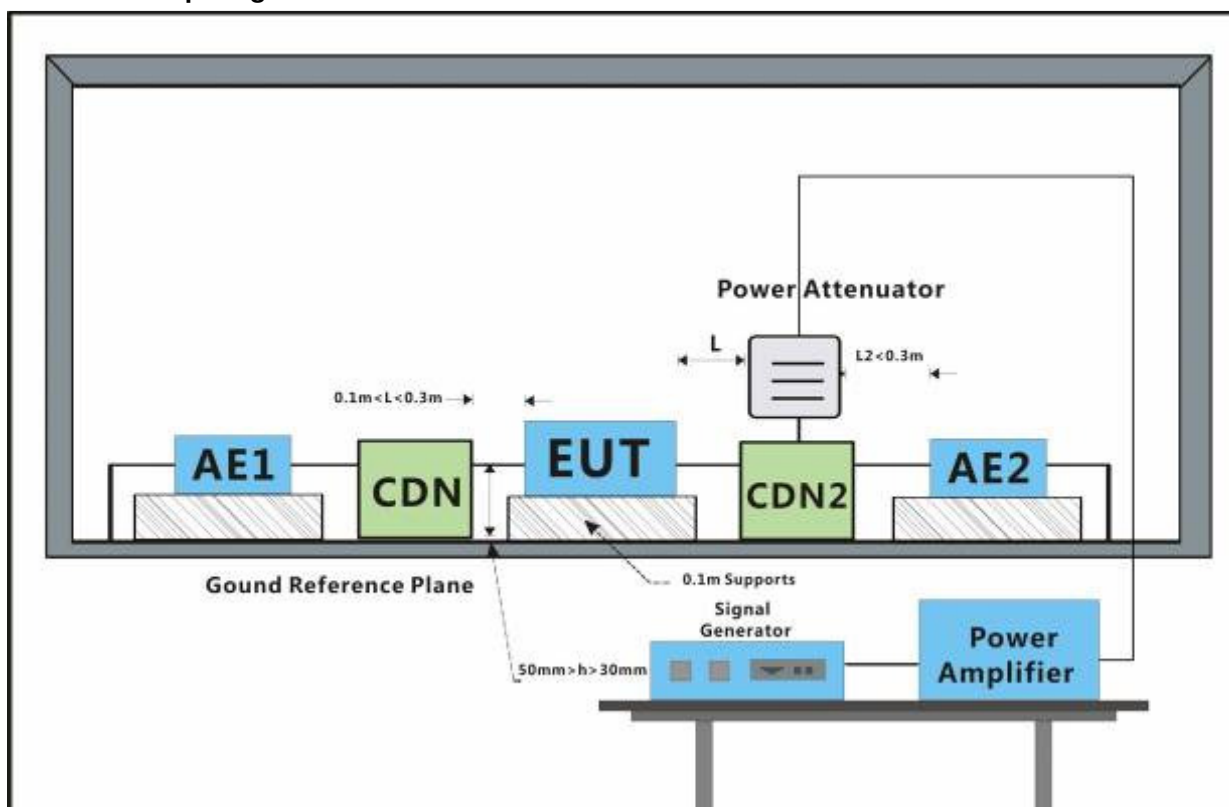 Power Attenuator
L
L2<0.3m
0.1m<L<0.3m
AE1
CDN
EUT
CDN2
AE2
Gound Reference Plane
0.1m Supports
50mm>h>30mm
Signal
Generator
Power
Amplifier